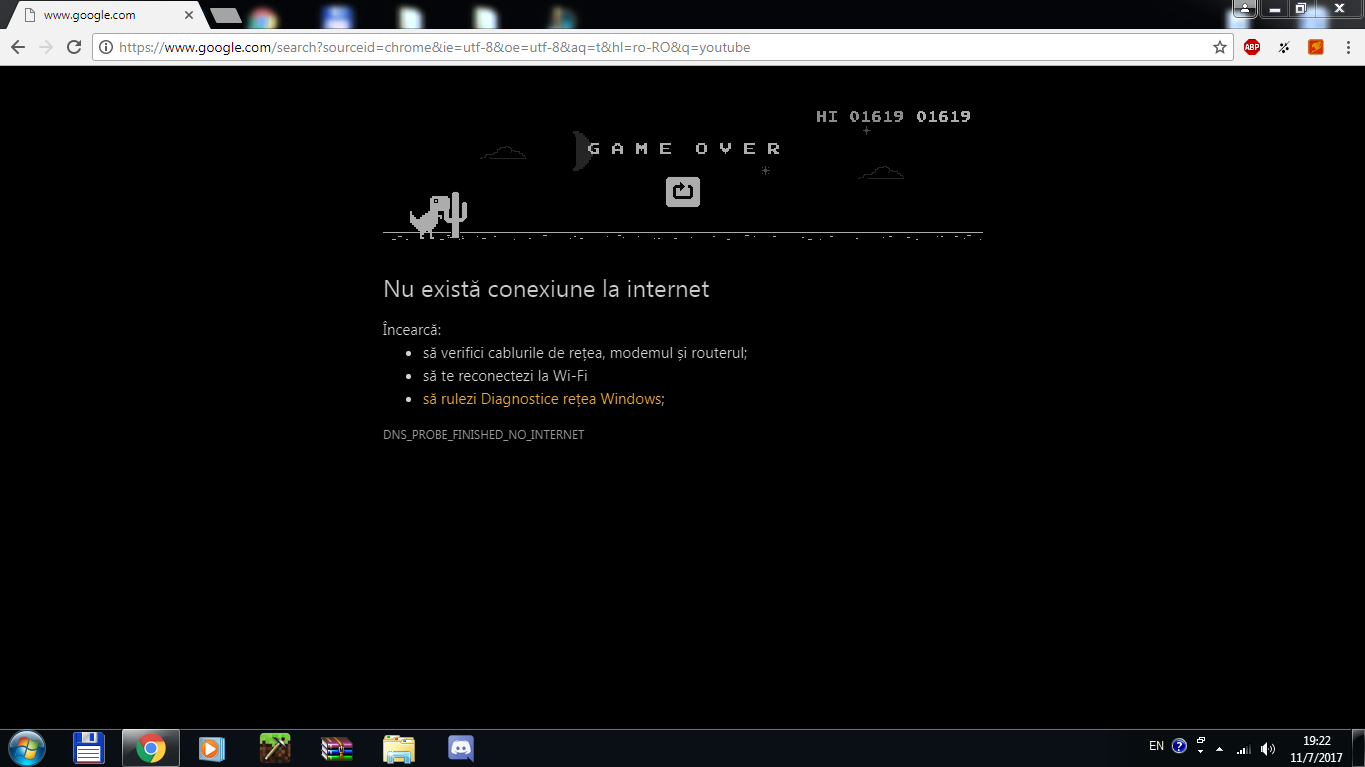 www.google.com
https://www.google.com/search?sourceid=chrome&ie=utf-8&oe=utf-8&aq=t&hl=ro-RO&q=youtube
ABP
HI 01619 01619
GAME OVER
Nu există conexiune la internet
Încearcă:
să verifici cablurile de rețea, modemul și routerul;
să te reconectezi la Wi-Fi
să rulezi Diagnostice rețea Windows;
DNS_PROBE_FINISHED_NO_INTERNET
EN
19:22
11/7/2017